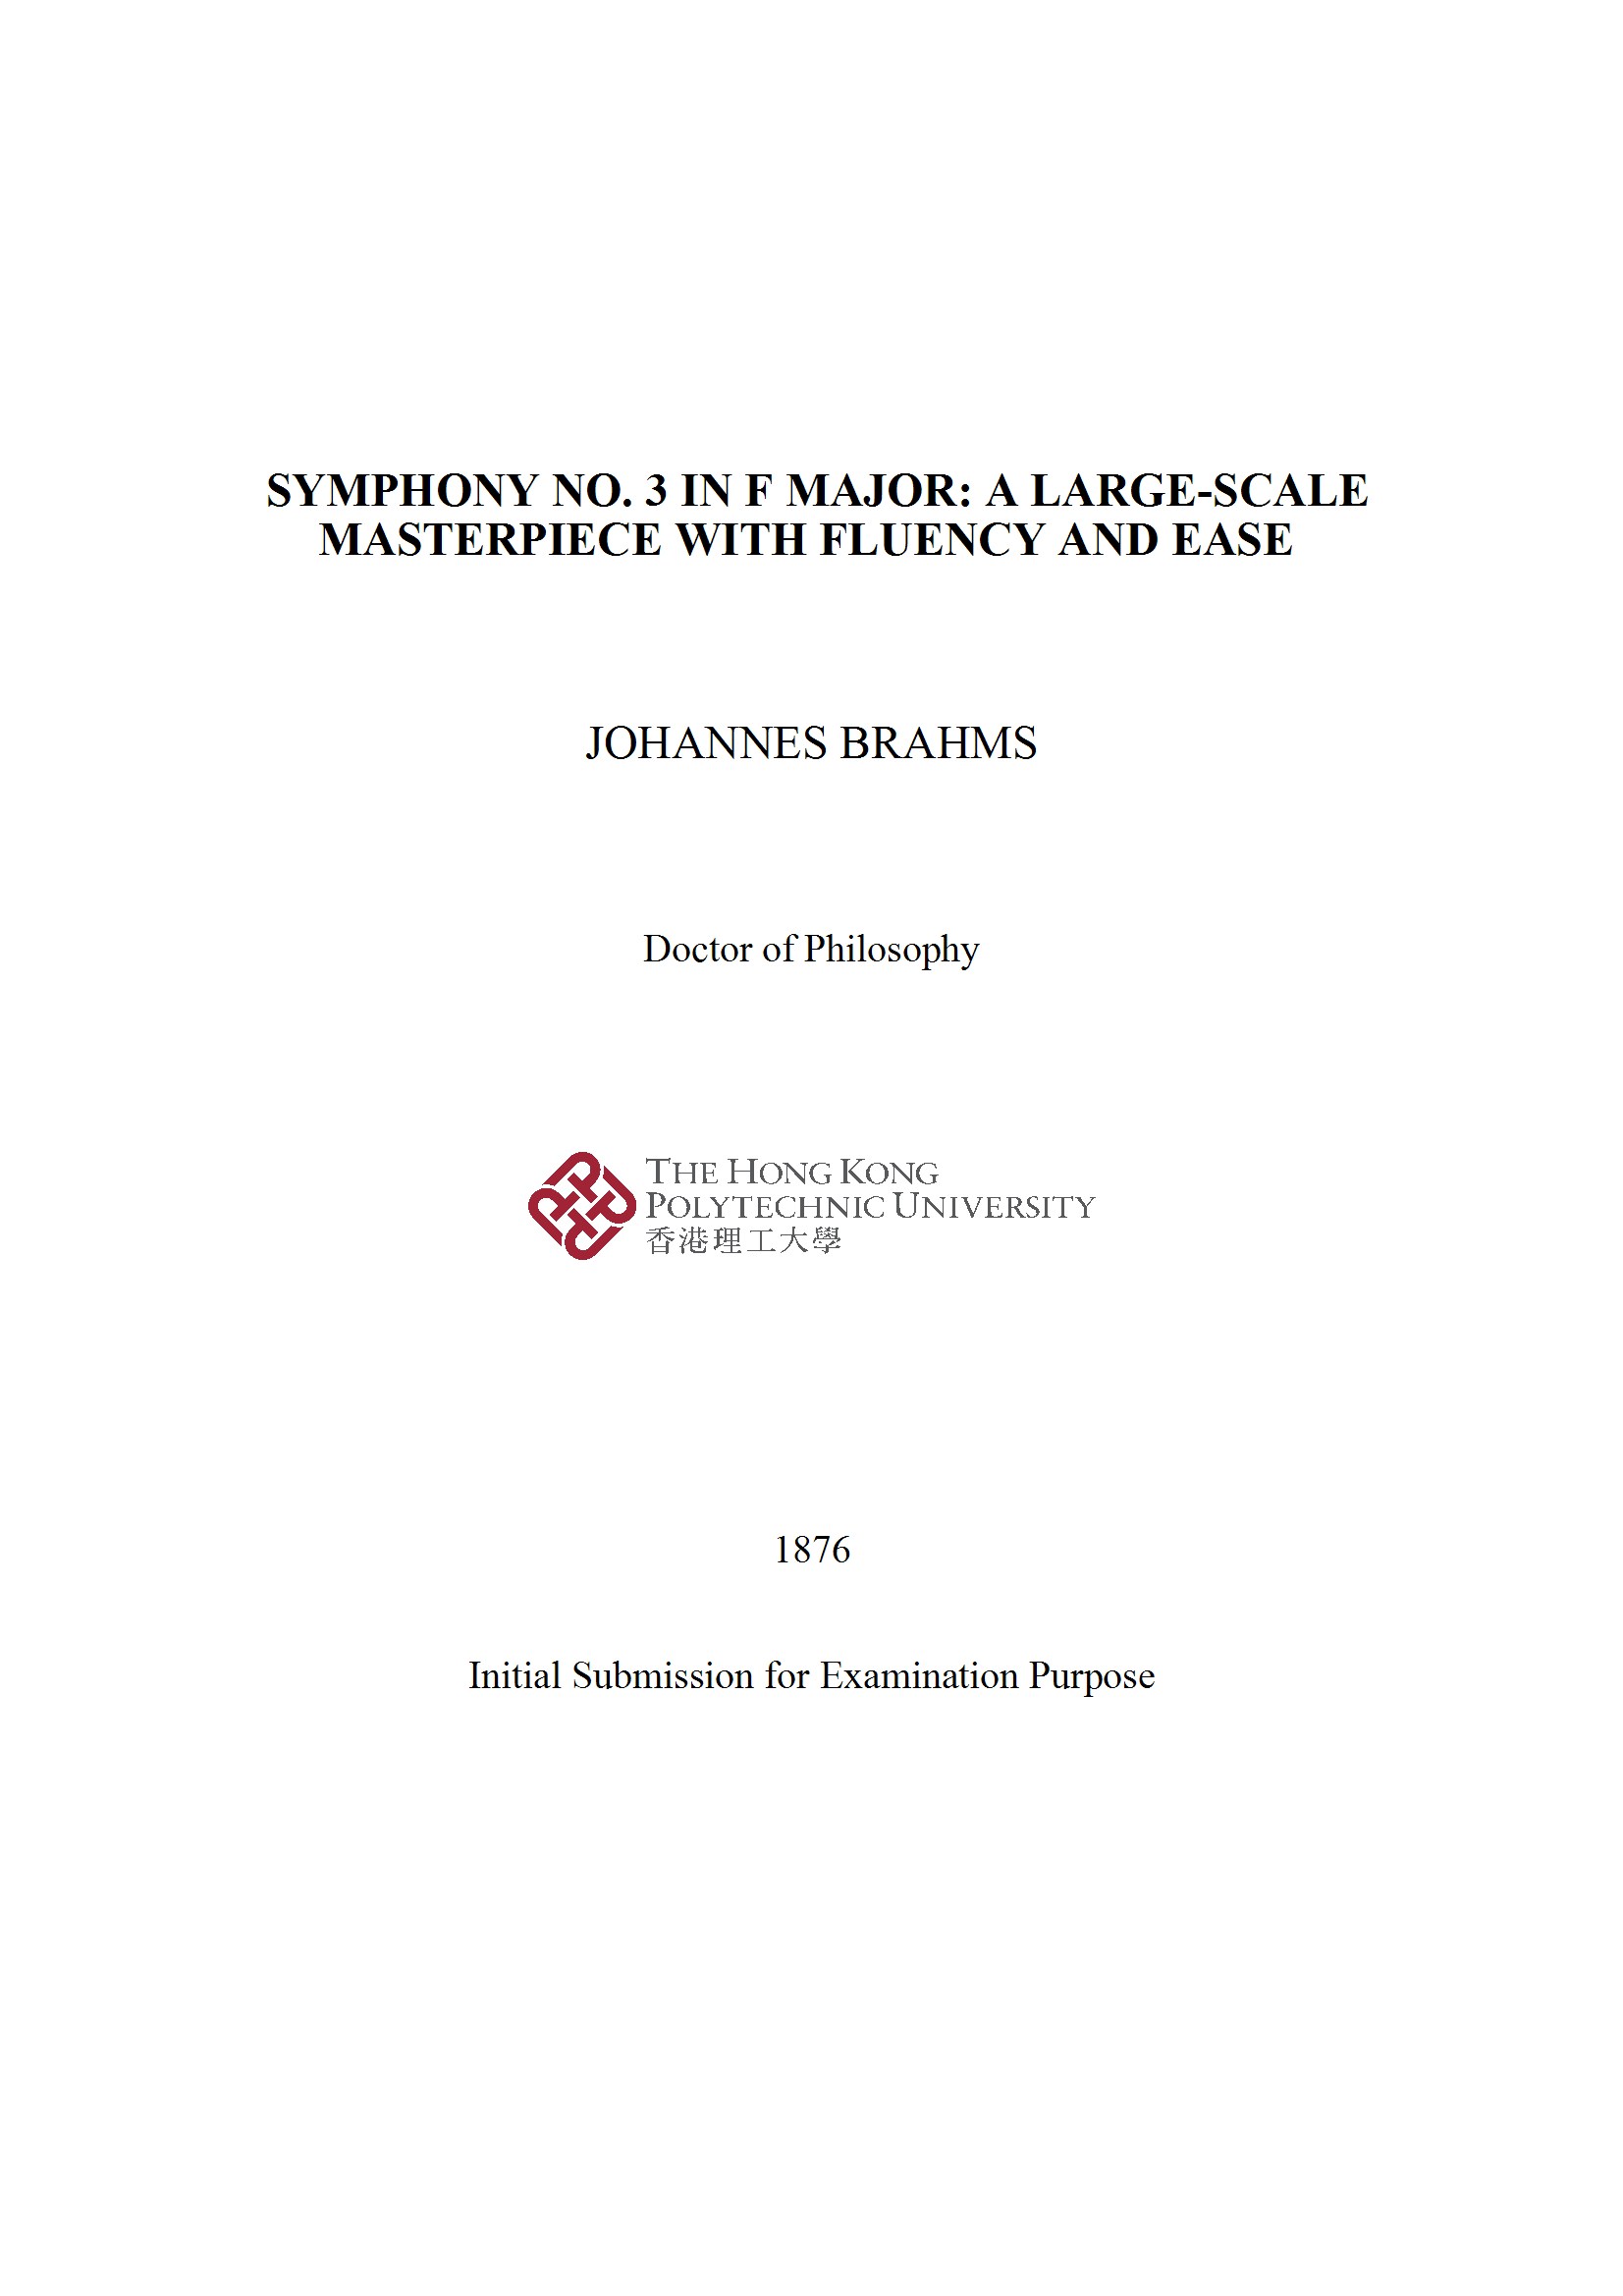 SYMPHONY NO. 3 IN F MAJOR: A LARGE-SCALE
MASTERPIECE WITH FLUENCY AND EASE
JOHANNES BRAHMS
Doctor of Philosophy
THE HONG KONG
POLYTECHNIC UNIVERSITY
香港理工大學
1876
Initial Submission for Examination Purpose